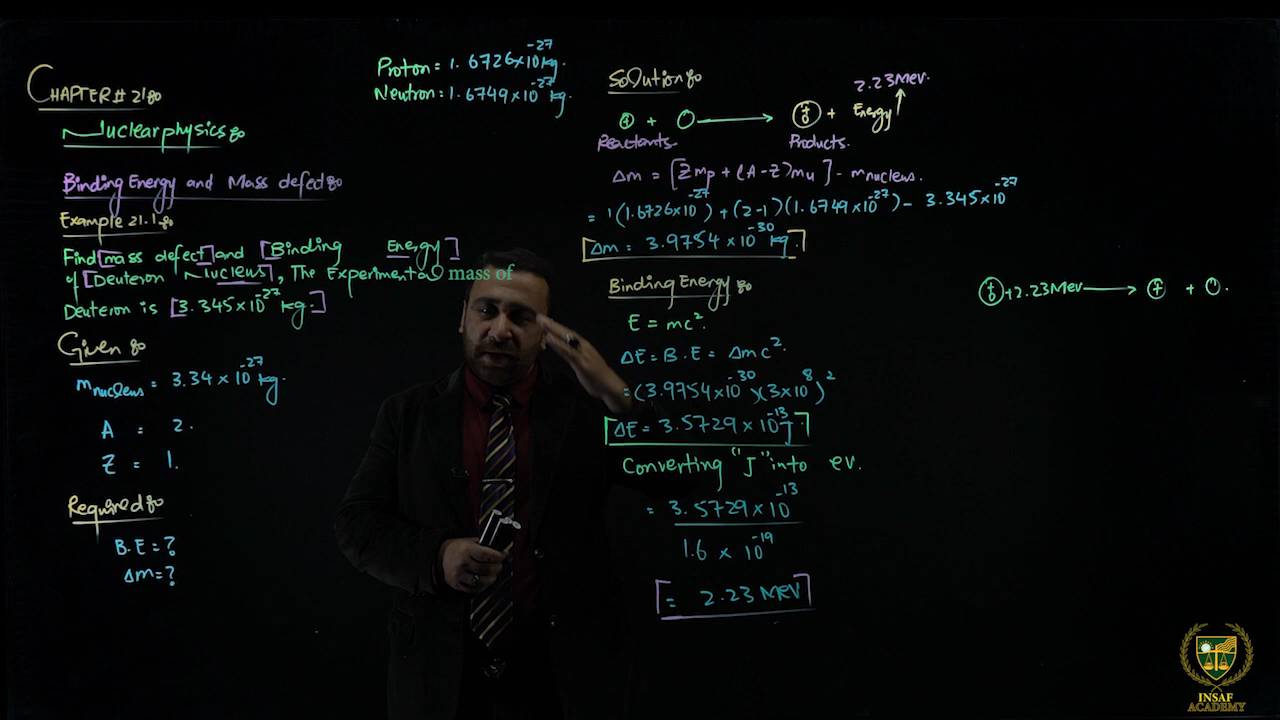 CHAPTER# 21:
Nuclear physics:
Binding Energy and Mass defect:
Example 21.1:
Find [mass defect] and [Binding Energy]
of [Deuteron Nucleus], The Experimental mass of
Deuteron is [3.345×10⁻²⁷ kg.]
Given:
m_nucleus = 3.34×10⁻²⁷ kg.
A = 2.
Z = 1.
Required:
B.E = ?
Δm = ?
Proton = 1.6726×10⁻²⁷ kg.
Neutron = 1.6749×10⁻²⁷ kg.
Solution:
2.23 Mev.
+ + → + Energy
Reactants Products.
Δm = [Zmp + (A-Z)mn] - m_nucleus.
= 1(1.6726×10⁻²⁷) + (2-1)(1.6749×10⁻²⁷) - 3.345×10⁻²⁷
[Δm = 3.9754×10⁻³⁰ kg.]
Binding Energy:
E = mc².
ΔE = B.E = Δmc².
= (3.9754×10⁻³⁰)(3×10⁸)²
[ΔE = 3.5729×10⁻¹³ J.]
Converting "J" into ev.
= 3.5729×10⁻¹³
1.6 × 10⁻¹⁹
[= 2.23 MeV]
+ 2.23 Mev → + + 0.
INSAF
ACADEMY